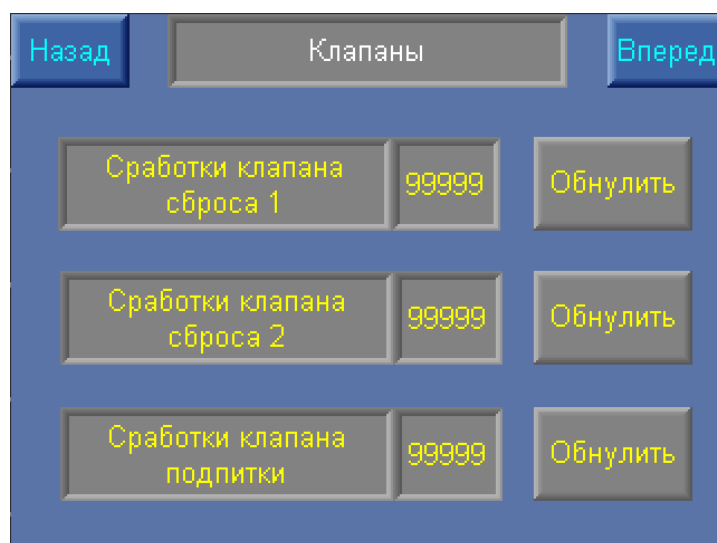 Назад
Клапаны
Вперед
Сработки клапана
сброса 1
99999
Обнулить
Сработки клапана
сброса 2
99999
Обнулить
Сработки клапана
подпитки
99999
Обнулить